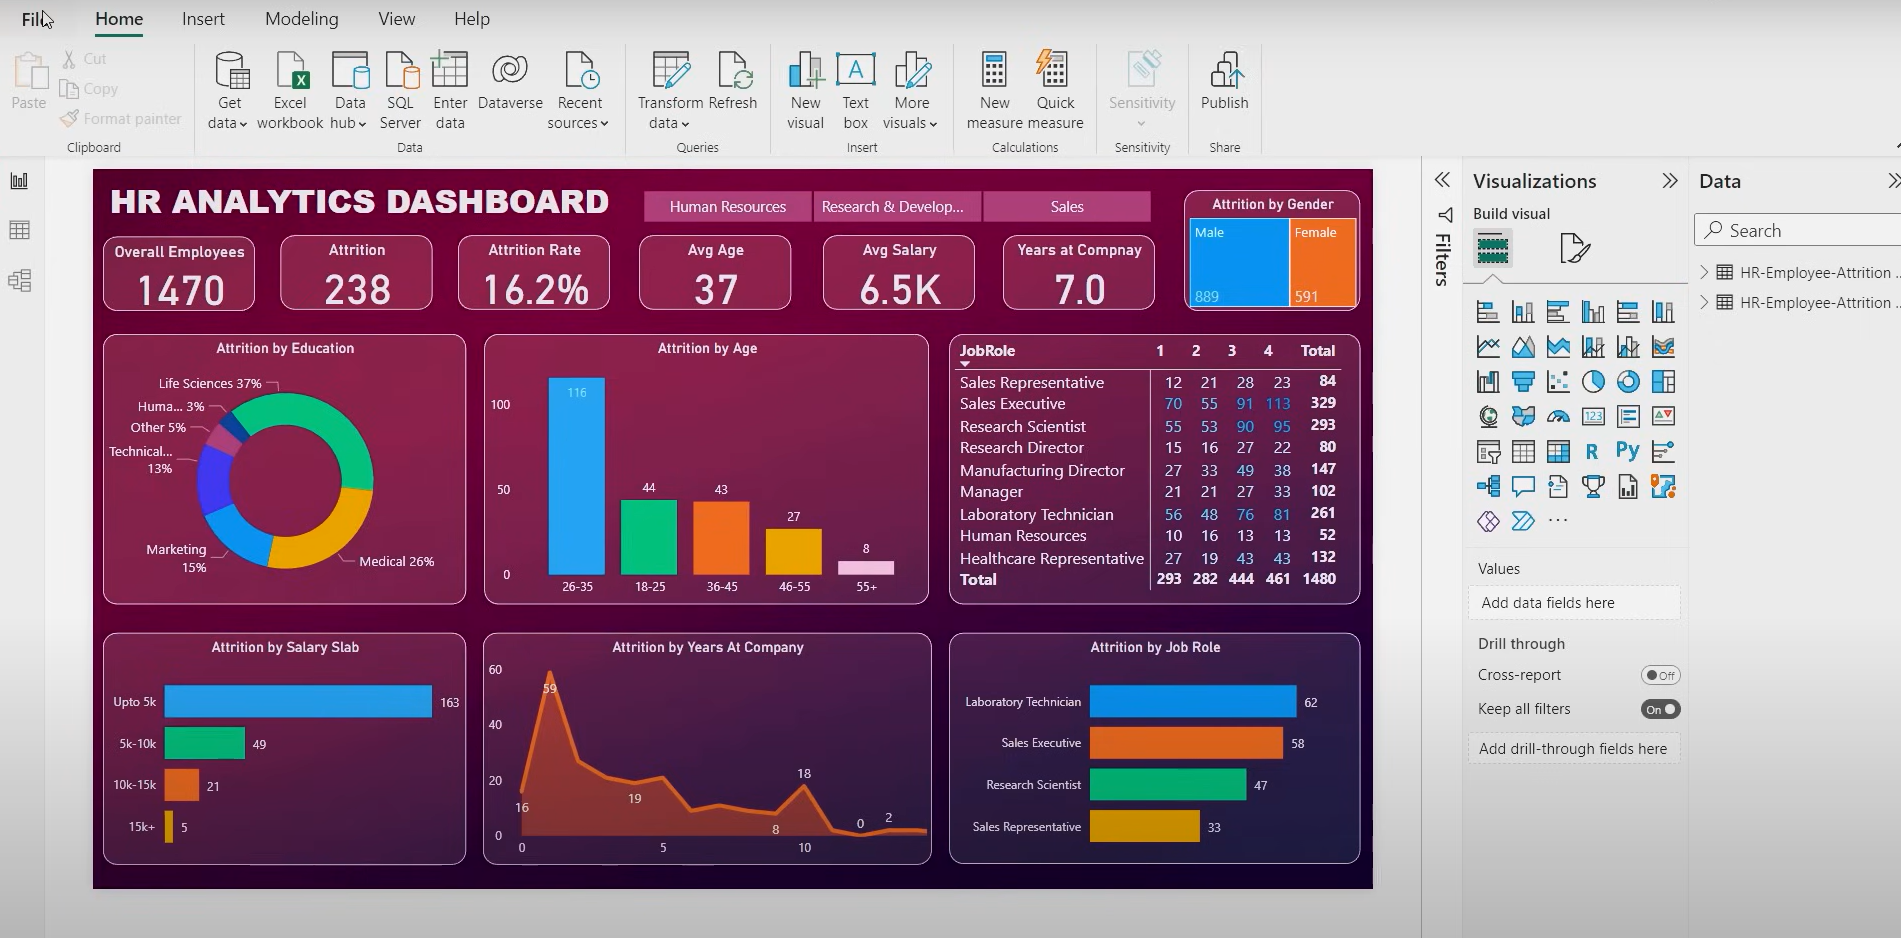 File
Home
Insert
Modeling
View
Help
Paste
Cut
Copy
Format painter
Clipboard
Get data
Excel workbook
Data hub
SQL Server
Enter data
Dataverse
Recent sources
Data
Transform data
Refresh
Queries
New visual
Text box
More visuals
Insert
New measure
Quick measure
Calculations
Sensitivity
Sensitivity
Publish
Share
HR ANALYTICS DASHBOARD
Human Resources
Research & Develop...
Sales
Attrition by Gender
Male
Female
889
591
Overall Employees
1470
Attrition
238
Attrition Rate
16.2%
Avg Age
37
Avg Salary
6.5K
Years at Compnay
7.0
Attrition by Education
Life Sciences 37%
Huma... 3%
Other 5%
Technical...
13%
Marketing
15%
Medical 26%
Attrition by Age
100
50
0
116
44
43
27
8
26-35
18-25
36-45
46-55
55+
JobRole 1 2 3 4 Total
Sales Representative 12 21 28 23 84
Sales Executive 70 55 91 113 329
Research Scientist 55 53 90 95 293
Research Director 15 16 27 22 80
Manufacturing Director 27 33 49 38 147
Manager 21 21 27 33 102
Laboratory Technician 56 48 76 81 261
Human Resources 10 16 13 13 52
Healthcare Representative 27 19 43 43 132
Total 293 282 444 461 1480
Attrition by Salary Slab
Upto 5k 163
5k-10k 49
10k-15k 21
15k+ 5
Attrition by Years At Company
60
40
20
0
59
16
19
8
18
0
2
0
5
10
Attrition by Job Role
Laboratory Technician 62
Sales Executive 58
Research Scientist 47
Sales Representative 33
Filters
Visualizations
Build visual
123
R
Py
...
Values
Add data fields here
Drill through
Cross-report
Off
Keep all filters
On
Add drill-through fields here
Data
Search
HR-Employee-Attrition ...
HR-Employee-Attrition ...